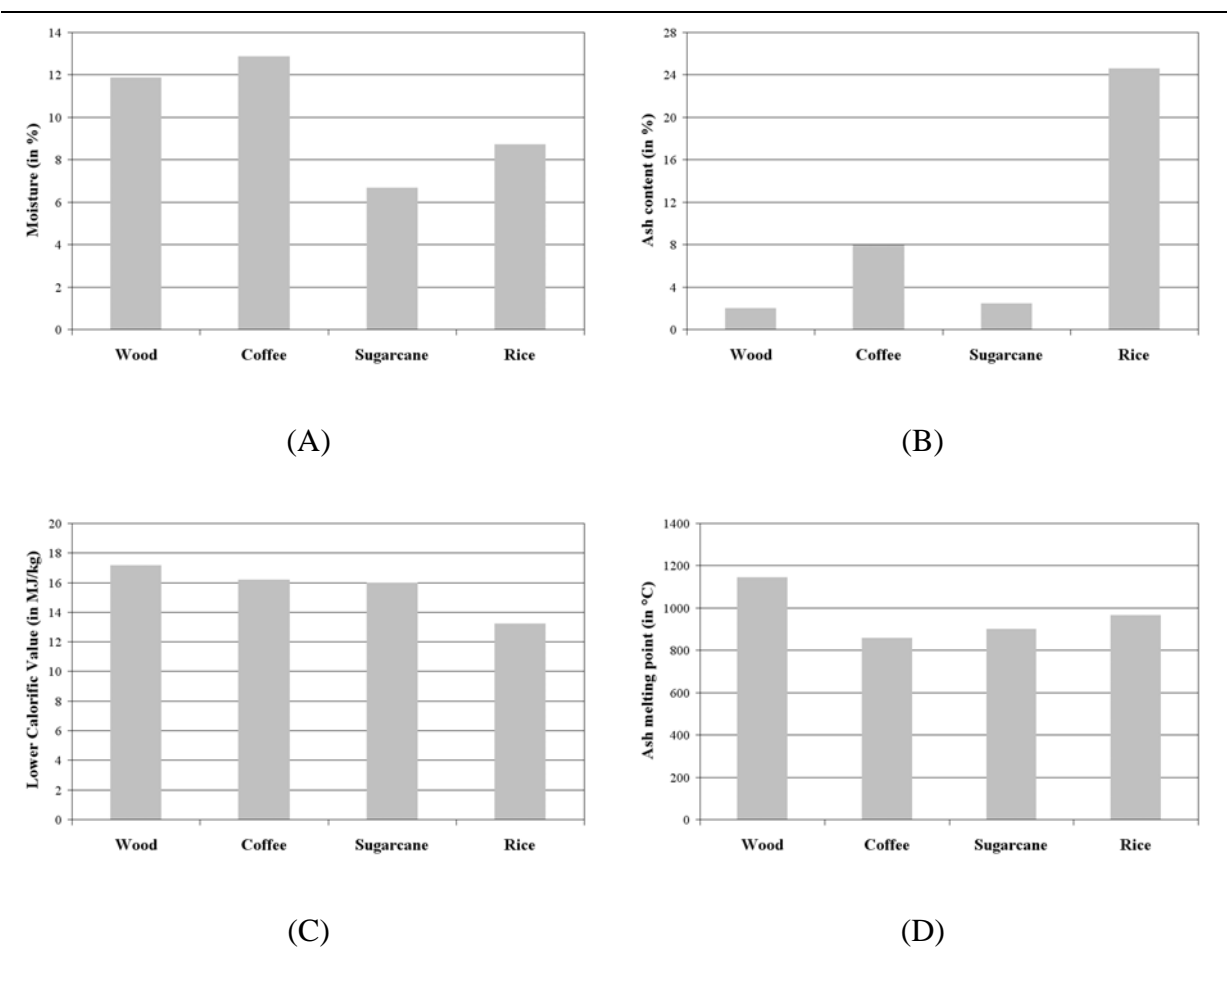 14
12
10
8
6
4
2
0
Moisture (in %)
Wood Coffee Sugarcane Rice
(A)
28
24
20
16
12
8
4
0
Ash content (in %)
Wood Coffee Sugarcane Rice
(B)
20
18
16
14
12
10
8
6
4
2
0
Lower Calorific Value (in MJ/kg)
Wood Coffee Sugarcane Rice
(C)
1400
1200
1000
800
600
400
200
0
Ash melting point (in °C)
Wood Coffee Sugarcane Rice
(D)